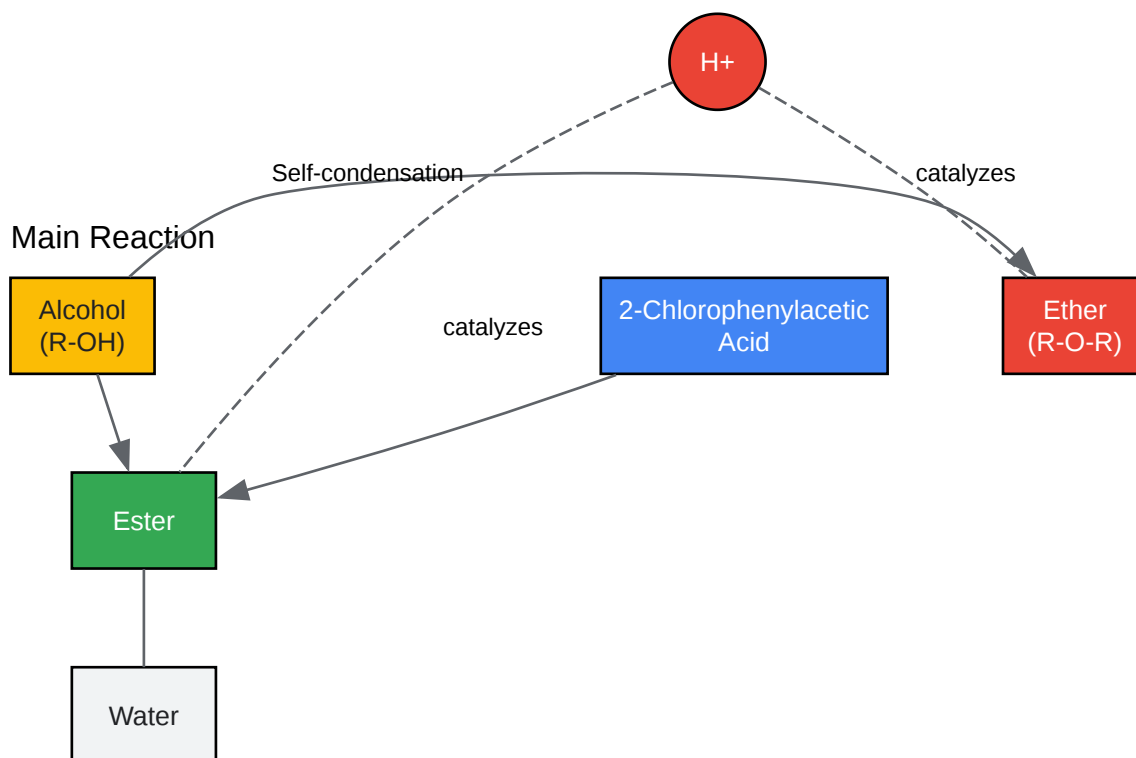 H+
Self-condensation
catalyzes
Main Reaction
Alcohol
(R-OH)
catalyzes
2-Chlorophenylacetic
Acid
Ether
(R-O-R)
Ester
Water